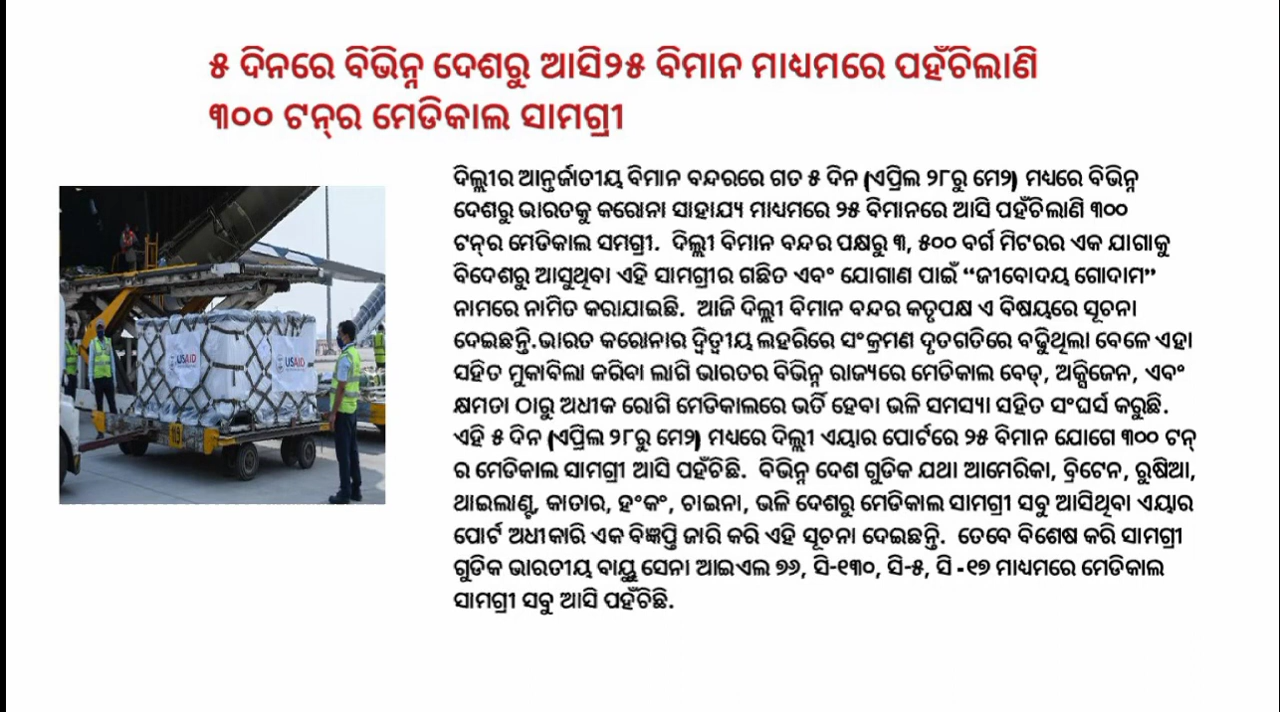 ୫ ଦିନରେ ବିଭିନ୍ନ ଦେଶରୁ ଆସି୨୫ ବିମାନ ମାଧ୍ୟମରେ ପହଁଚିଲାଣି
୩୦୦ ଟନ୍‌ର ମେଡିକାଲ ସାମଗ୍ରୀ
ଦିଲ୍ଲୀର ଆନ୍ତର୍ଜାତୀୟ ବିମାନ ବନ୍ଦରରେ ଗତ ୫ ଦିନ (ଏପ୍ରିଲ ୨୮ରୁ ମେ୨) ମଧ୍ୟରେ ବିଭିନ୍ନ
ଦେଶରୁ ଭାରତକୁ କରୋନା ସାହାଯ୍ୟ ମାଧ୍ୟମରେ ୨୫ ବିମାନରେ ଆସି ପହଁଚିଲାଣି ୩୦୦
ଟନ୍‌ର ମେଡିକାଲ ସମଗ୍ରୀ. ଦିଲ୍ଲୀ ବିମାନ ବନ୍ଦର ପକ୍ଷରୁ ୩, ୫୦୦ ବର୍ଗ ମିଟରର ଏକ ଯାଗାକୁ
ବିଦେଶରୁ ଆସୁଥିବା ଏହି ସାମଗ୍ରୀର ଗଛିତ ଏବଂ ଯୋଗାଣ ପାଇଁ “ଜୀବୋଦୟ ଗୋଦାମ”
ନାମରେ ନାମିତ କରାଯାଇଛି. ଆଜି ଦିଲ୍ଲୀ ବିମାନ ବନ୍ଦର କତୃପକ୍ଷ ଏ ବିଷୟରେ ସୂଚନା
ଦେଇଛନ୍ତି.ଭାରତ କରୋନାର ଦ୍ୱିତୀୟ ଲହରିରେ ସଂକ୍ରମଣ ଦୃତଗତିରେ ବଢୁିଥିଲା ବେଳେ ଏହା
ସହିତ ମୁକାବିଲା କରିବା ଲାଗି ଭାରତର ବିଭିନ୍ନ ରାଜ୍ୟରେ ମେଡିକାଲ ବେଡ୍, ଅକ୍ସିଜେନ, ଏବଂ
କ୍ଷମତା ଠାରୁ ଅଧୀକ ରୋଗି ମେଡିକାଲରେ ଭର୍ତି ହେବା ଭଳି ସମସ୍ୟା ସହିତ ସଂଘର୍ସ କରୁଛି.
ଏହି ୫ ଦିନ (ଏପ୍ରିଲ ୨୮ରୁ ମେ୨) ମଧ୍ୟରେ ଦିଲ୍ଲୀ ଏୟାର ପୋର୍ଟରେ ୨୫ ବିମାନ ଯୋଗେ ୩୦୦ ଟନ୍
ର ମେଡିକାଲ ସାମଗ୍ରୀ ଆସି ପହଁଚିଛି. ବିଭିନ୍ନ ଦେଶ ଗୁଡିକ ଯଥା ଆମେରିକା, ବ୍ରିଟେନ, ରୁଷିଆ,
ଥାଇଲାଣ୍ଡ, କାତାର, ହଂକଂ, ଚାଇନା, ଭଳି ଦେଶରୁ ମେଡିକାଲ ସାମଗ୍ରୀ ସବୁ ଆସିଥିବା ଏୟାର
ପୋର୍ଟ ଅଧୀକାରି ଏକ ବିଜ୍ଞପ୍ତି ଜାରି କରି ଏହି ସୂଚନା ଦେଇଛନ୍ତି. ତେବେ ବିଶେଷ କରି ସାମଗ୍ରୀ
ଗୁଡିକ ଭାରତୀୟ ବାୟୁ ସେନା ଆଇଏଲ ୭୬, ସି-୧୩୦, ସି-୫, ସି -୧୭ ମାଧ୍ୟମରେ ମେଡିକାଲ
ସାମଗ୍ରୀ ସବୁ ଆସି ପହଁଚିଛି.
USAID
USAID